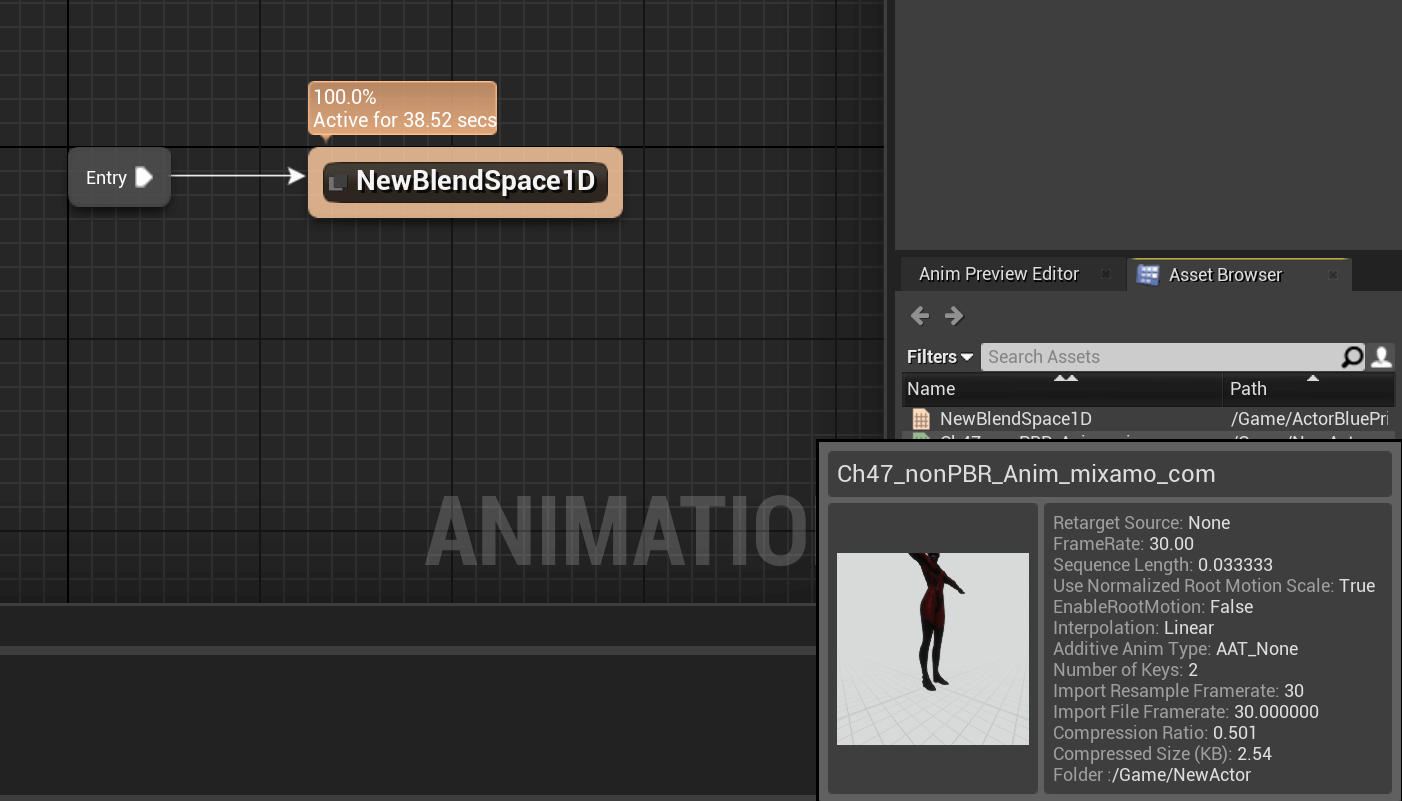 100.0%
Active for 38.52 secs
Entry
NewBlendSpace1D
ANIMATIO
Anim Preview Editor
Asset Browser
Filters
Search Assets
Name
Path
NewBlendSpace1D
/Game/ActorBluePri
Ch47_nonPBR_Anim_mixamo_com
Retarget Source: None
FrameRate: 30.00
Sequence Length: 0.033333
Use Normalized Root Motion Scale: True
EnableRootMotion: False
Interpolation: Linear
Additive Anim Type: AAT_None
Number of Keys: 2
Import Resample Framerate: 30
Import File Framerate: 30.000000
Compression Ratio: 0.501
Compressed Size (KB): 2.54
Folder :/Game/NewActor